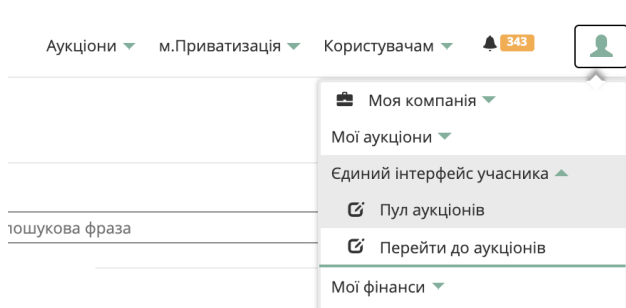 Аукціони м.Приватизація Користувачам 343
Моя компанія
Мої аукціони
Єдиний інтерфейс учасника
Пул аукціонів
фраза
Перейти до аукціонів
Мої фінанси